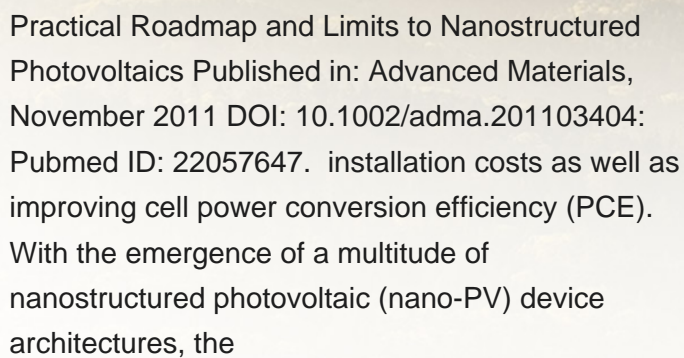 Practical Roadmap and Limits to Nanostructured
Photovoltaics Published in: Advanced Materials,
November 2011 DOI: 10.1002/adma.201103404:
Pubmed ID: 22057647.  installation costs as well as
improving cell power conversion efficiency (PCE).
With the emergence of a multitude of
nanostructured photovoltaic (nano-PV) device
architectures, the